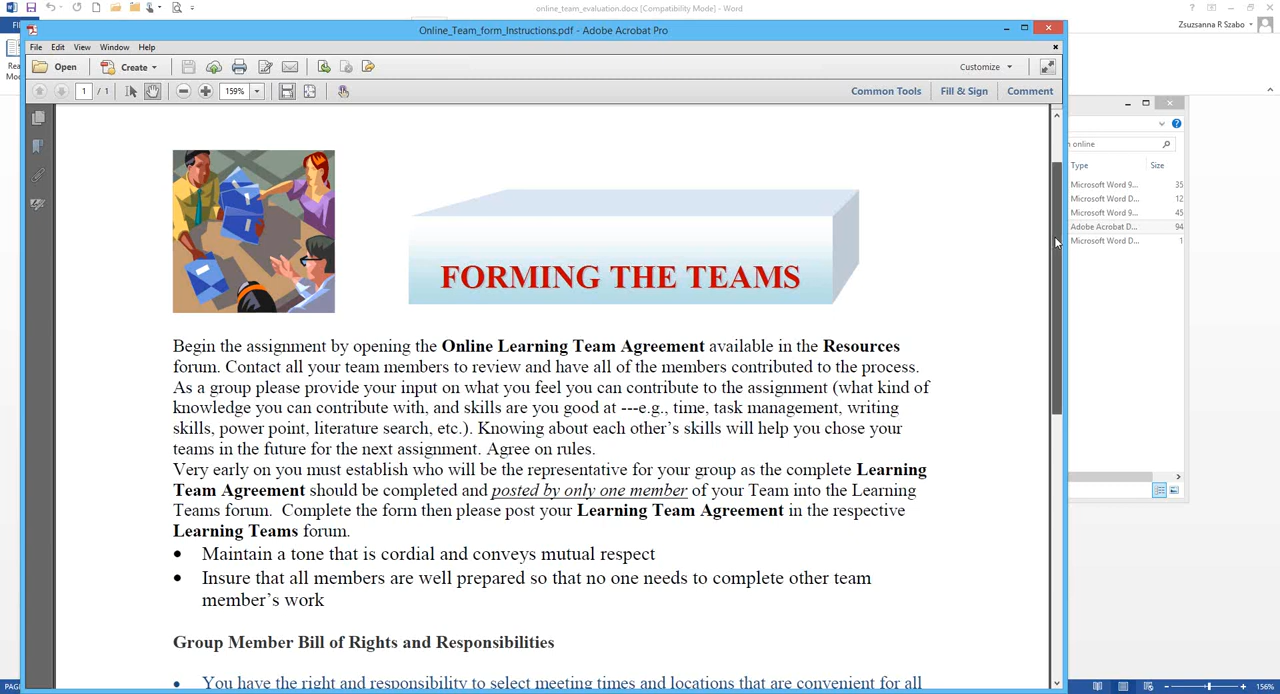 online_team_evaluation.docx [Compatibility Mode] - Word
Zsuzsanna R Szabo
Online_Team_form_Instructions.pdf - Adobe Acrobat Pro
File Edit View Window Help
Open Create Customize
1 / 1 159% Common Tools Fill & Sign Comment
FORMING THE TEAMS
Begin the assignment by opening the Online Learning Team Agreement available in the Resources
forum. Contact all your team members to review and have all of the members contributed to the process.
As a group please provide your input on what you feel you can contribute to the assignment (what kind of
knowledge you can contribute with, and skills are you good at ---e.g., time, task management, writing
skills, power point, literature search, etc.). Knowing about each other's skills will help you chose your
teams in the future for the next assignment. Agree on rules.
Very early on you must establish who will be the representative for your group as the complete Learning
Team Agreement should be completed and posted by only one member of your Team into the Learning
Teams forum. Complete the form then please post your Learning Team Agreement in the respective
Learning Teams forum.
• Maintain a tone that is cordial and conveys mutual respect
• Insure that all members are well prepared so that no one needs to complete other team
member's work
Group Member Bill of Rights and Responsibilities
• You have the right and responsibility to select meeting times and locations that are convenient for all
n online
Type Size
Microsoft Word 9... 35
Microsoft Word D... 12
Microsoft Word 9... 45
Adobe Acrobat D... 94
Microsoft Word D... 1
156%